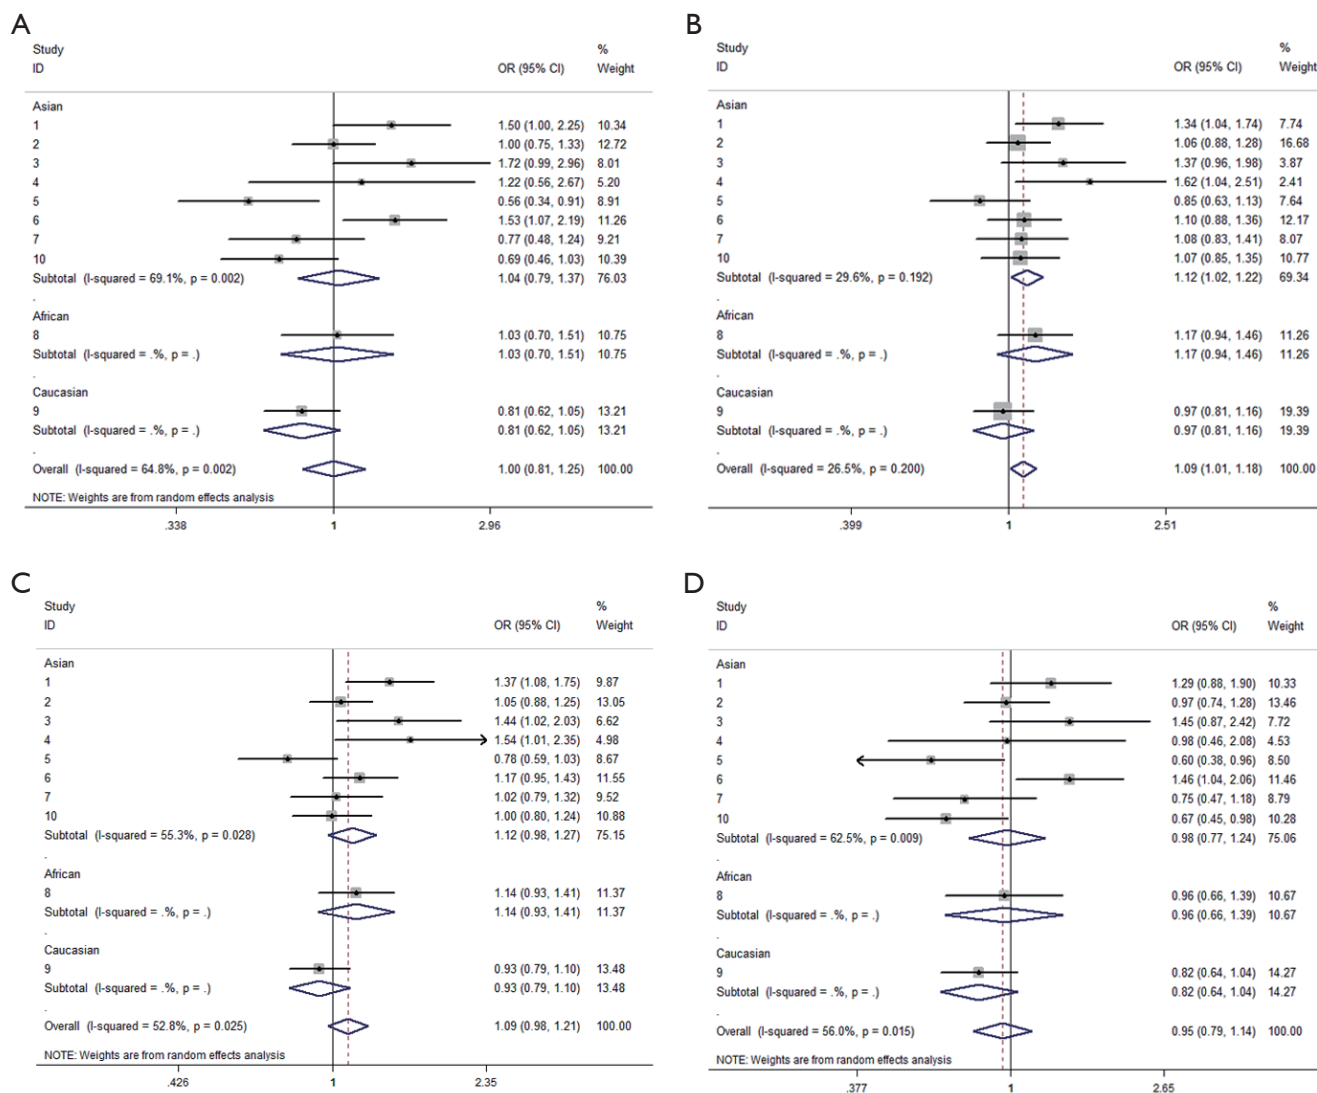 A
Study %
ID OR (95% CI) Weight
Asian
1 1.50 (1.00, 2.25) 10.34
2 1.00 (0.75, 1.33) 12.72
3 1.72 (0.99, 2.96) 8.01
4 1.22 (0.56, 2.67) 5.20
5 0.56 (0.34, 0.91) 8.91
6 1.53 (1.07, 2.19) 11.26
7 0.77 (0.48, 1.24) 9.21
10 0.69 (0.46, 1.03) 10.39
Subtotal (I-squared = 69.1%, p = 0.002) 1.04 (0.79, 1.37) 76.03
.
African
8 1.03 (0.70, 1.51) 10.75
Subtotal (I-squared = .%, p = .) 1.03 (0.70, 1.51) 10.75
.
Caucasian
9 0.81 (0.62, 1.05) 13.21
Subtotal (I-squared = .%, p = .) 0.81 (0.62, 1.05) 13.21
.
Overall (I-squared = 64.8%, p = 0.002) 1.00 (0.81, 1.25) 100.00
NOTE: Weights are from random effects analysis
.338 1 2.96
B
Study %
ID OR (95% CI) Weight
Asian
1 1.34 (1.04, 1.74) 7.74
2 1.06 (0.88, 1.28) 16.68
3 1.37 (0.96, 1.98) 3.87
4 1.62 (1.04, 2.51) 2.41
5 0.85 (0.63, 1.13) 7.64
6 1.10 (0.88, 1.36) 12.17
7 1.08 (0.83, 1.41) 8.07
10 1.07 (0.85, 1.35) 10.77
Subtotal (I-squared = 29.6%, p = 0.192) 1.12 (1.02, 1.22) 69.34
.
African
8 1.17 (0.94, 1.46) 11.26
Subtotal (I-squared = .%, p = .) 1.17 (0.94, 1.46) 11.26
.
Caucasian
9 0.97 (0.81, 1.16) 19.39
Subtotal (I-squared = .%, p = .) 0.97 (0.81, 1.16) 19.39
.
Overall (I-squared = 26.5%, p = 0.200) 1.09 (1.01, 1.18) 100.00
.399 1 2.51
C
Study %
ID OR (95% CI) Weight
Asian
1 1.37 (1.08, 1.75) 9.87
2 1.05 (0.88, 1.25) 13.05
3 1.44 (1.02, 2.03) 6.62
4 1.54 (1.01, 2.35) 4.98
5 0.78 (0.59, 1.03) 8.67
6 1.17 (0.95, 1.43) 11.55
7 1.02 (0.79, 1.32) 9.52
10 1.00 (0.80, 1.24) 10.88
Subtotal (I-squared = 55.3%, p = 0.028) 1.12 (0.98, 1.27) 75.15
.
African
8 1.14 (0.93, 1.41) 11.37
Subtotal (I-squared = .%, p = .) 1.14 (0.93, 1.41) 11.37
.
Caucasian
9 0.93 (0.79, 1.10) 13.48
Subtotal (I-squared = .%, p = .) 0.93 (0.79, 1.10) 13.48
.
Overall (I-squared = 52.8%, p = 0.025) 1.09 (0.98, 1.21) 100.00
NOTE: Weights are from random effects analysis
.426 1 2.35
D
Study %
ID OR (95% CI) Weight
Asian
1 1.29 (0.88, 1.90) 10.33
2 0.97 (0.74, 1.28) 13.46
3 1.45 (0.87, 2.42) 7.72
4 0.98 (0.46, 2.08) 4.53
5 0.60 (0.38, 0.96) 8.50
6 1.46 (1.04, 2.06) 11.46
7 0.75 (0.47, 1.18) 8.79
10 0.67 (0.45, 0.98) 10.28
Subtotal (I-squared = 62.5%, p = 0.009) 0.98 (0.77, 1.24) 75.06
.
African
8 0.96 (0.66, 1.39) 10.67
Subtotal (I-squared = .%, p = .) 0.96 (0.66, 1.39) 10.67
.
Caucasian
9 0.82 (0.64, 1.04) 14.27
Subtotal (I-squared = .%, p = .) 0.82 (0.64, 1.04) 14.27
.
Overall (I-squared = 56.0%, p = 0.015) 0.95 (0.79, 1.14) 100.00
NOTE: Weights are from random effects analysis
.377 1 2.65